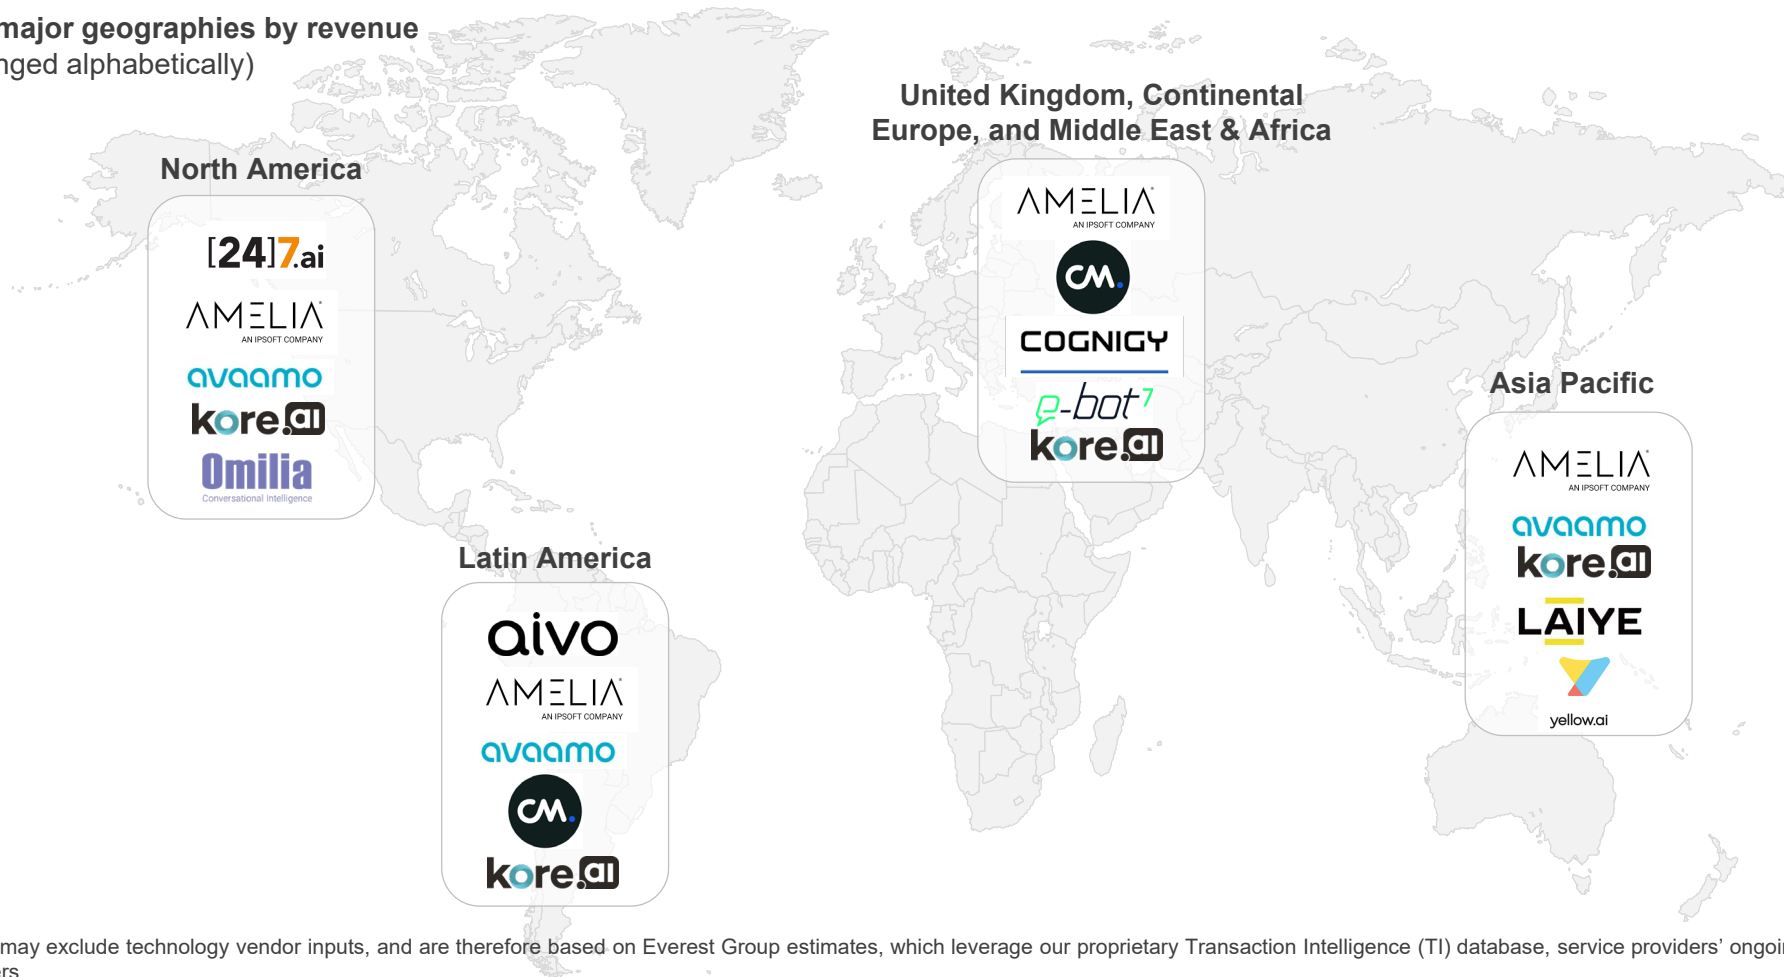 major geographies by revenue
nged alphabetically)
United Kingdom, Continental
Europe, and Middle East & Africa
North America
[24]7.ai
AMELIA
AN IPSOFT COMPANY
avaamo
kore.ai
Omilia
Conversational Intelligence
AMELIA
AN IPSOFT COMPANY
CM.
COGNIGY
e-bot7
kore.ai
Asia Pacific
AMELIA
AN IPSOFT COMPANY
avaamo
kore.ai
LAIYE
yellow.ai
Latin America
aivo
AMELIA
AN IPSOFT COMPANY
avaamo
CM.
kore.ai
may exclude technology vendor inputs, and are therefore based on Everest Group estimates, which leverage our proprietary Transaction Intelligence (TI) database, service providers’ ongoi
ers